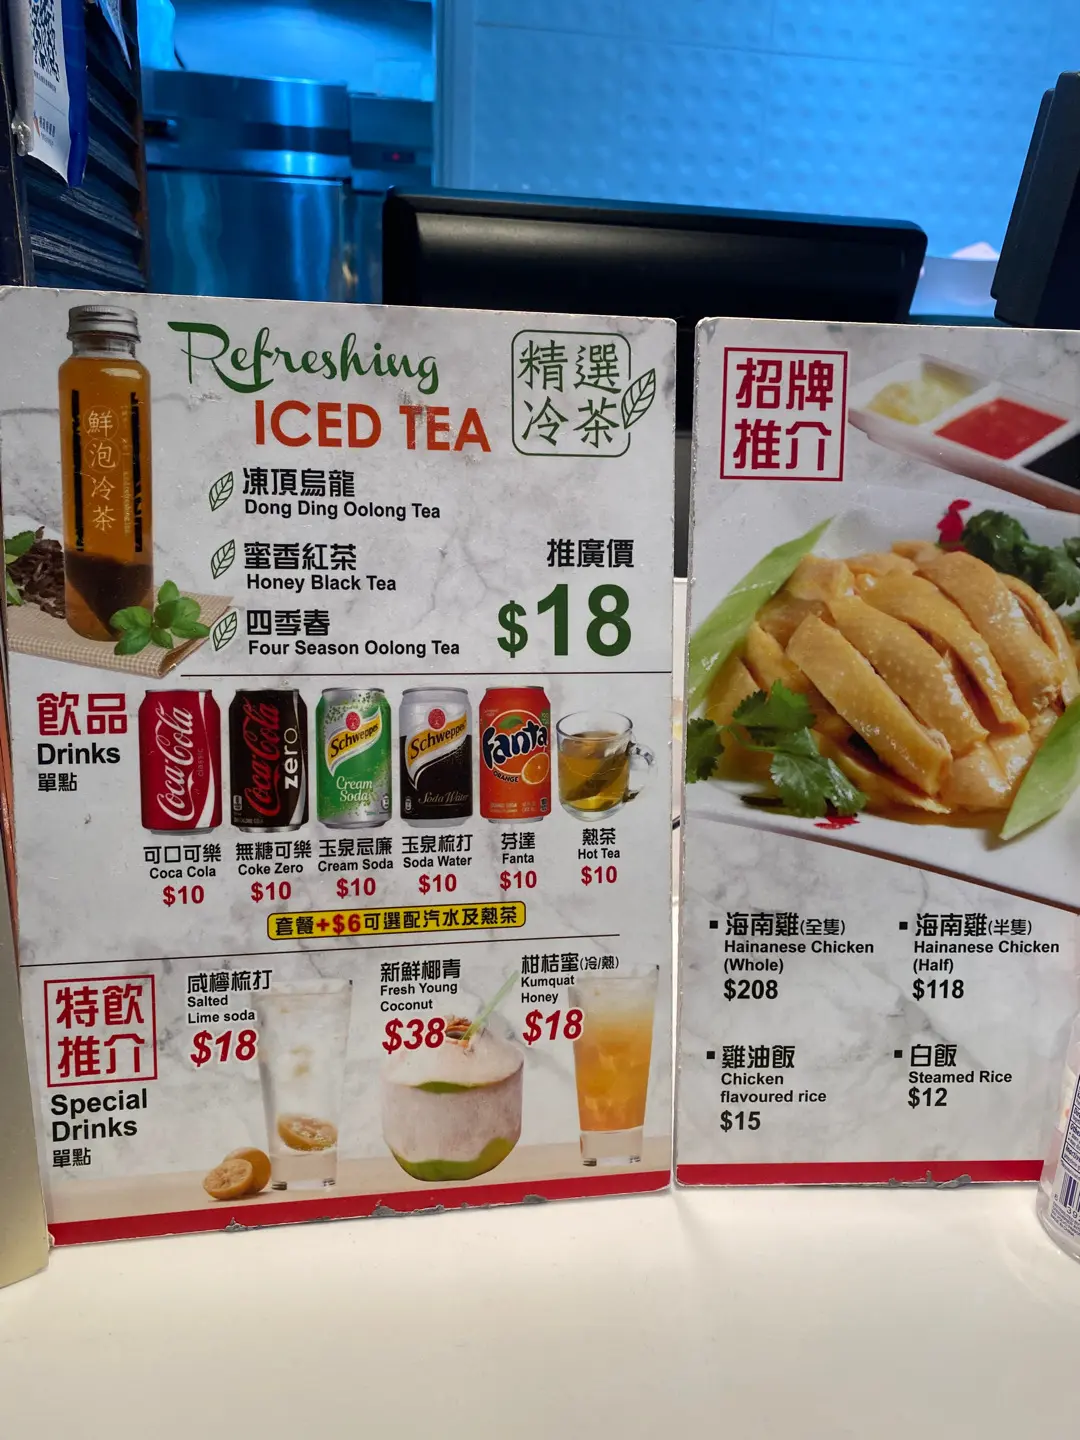 Refreshing
ICED TEA
精選
冷茶
鮮泡冷茶
凍頂烏龍
Dong Ding Oolong Tea
蜜香紅茶
Honey Black Tea
四季春
Four Season Oolong Tea
推廣價
$18
飲品
Drinks
單點
Coca-Cola
CLASSIC
Coca-Cola
zero
Schweppes
Cream
Soda
Schweppes
Soda Water
Fanta
ORANGE
可口可樂
Coca Cola
$10
無糖可樂
Coke Zero
$10
玉泉忌廉
Cream Soda
$10
玉泉梳打
Soda Water
$10
芬達
Fanta
$10
熱茶
Hot Tea
$10
套餐+$6可選配汽水及熱茶
特飲
推介
Special
Drinks
單點
咸檸梳打
Salted
Lime soda
$18
新鮮椰青
Fresh Young
Coconut
$38
柑桔蜜(冷/熱)
Kumquat
Honey
$18
招牌
推介
海南雞(全隻)
Hainanese Chicken
(Whole)
$208
海南雞(半隻)
Hainanese Chicken
(Half)
$118
雞油飯
Chicken
flavoured rice
$15
白飯
Steamed Rice
$12